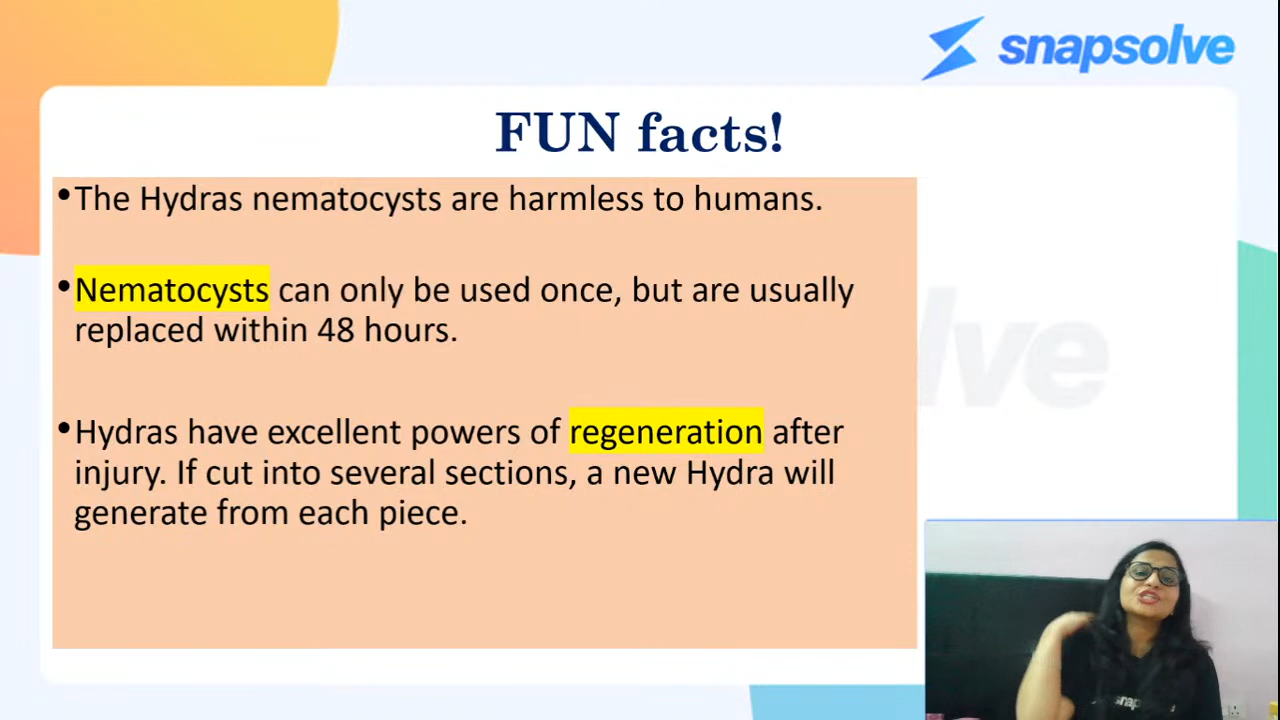 snapsolve
FUN facts!
•The Hydras nematocysts are harmless to humans.
•Nematocysts can only be used once, but are usually
replaced within 48 hours.
•Hydras have excellent powers of regeneration after
injury. If cut into several sections, a new Hydra will
generate from each piece.
lve
snap